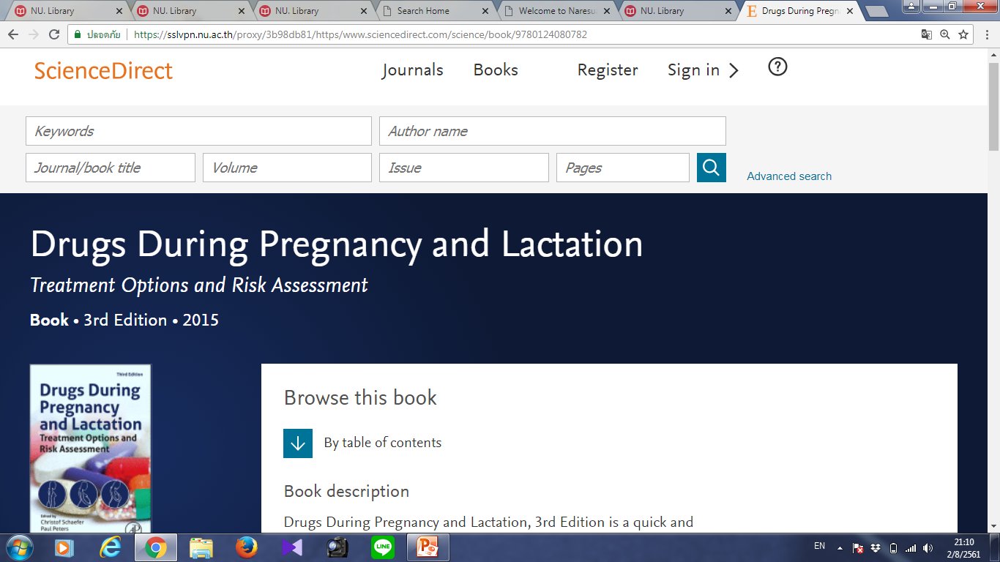 NU. Library
NU. Library
NU. Library
Search Home
Welcome to Naresu
NU. Library
Drugs During Pregn
ปลอดภัย https://sslvpn.nu.ac.th/proxy/3b98db81/https/www.sciencedirect.com/science/book/9780124080782
ScienceDirect
Journals Books Register Sign in ?
Keywords Author name
Journal/book title Volume Issue Pages Advanced search
Drugs During Pregnancy and Lactation
Treatment Options and Risk Assessment
Book • 3rd Edition • 2015
Third Edition
Drugs During
Pregnancy
and Lactation
Treatment Options and
Risk Assessment
Edited by
Christof Schaefer
Paul Peters
Browse this book
By table of contents
Book description
Drugs During Pregnancy and Lactation, 3rd Edition is a quick and
LINE
EN
21:10
2/8/2561